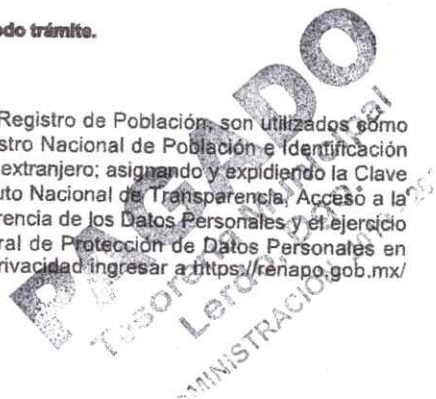 odo trámite.
Registro de Población, son utilizados como
stro Nacional de Población e Identificación
extranjero; asignando y expidiendo la Clave
uto Nacional de Transparencia, Acceso a la
rencia de los Datos Personales y el ejercicio
ral de Protección de Datos Personales en
rivacidad ingresar a https://renapo.gob.mx/
PAGADO
Tesorería Municipal
Lerdo, Dgo.
ADMINISTRACIÓN